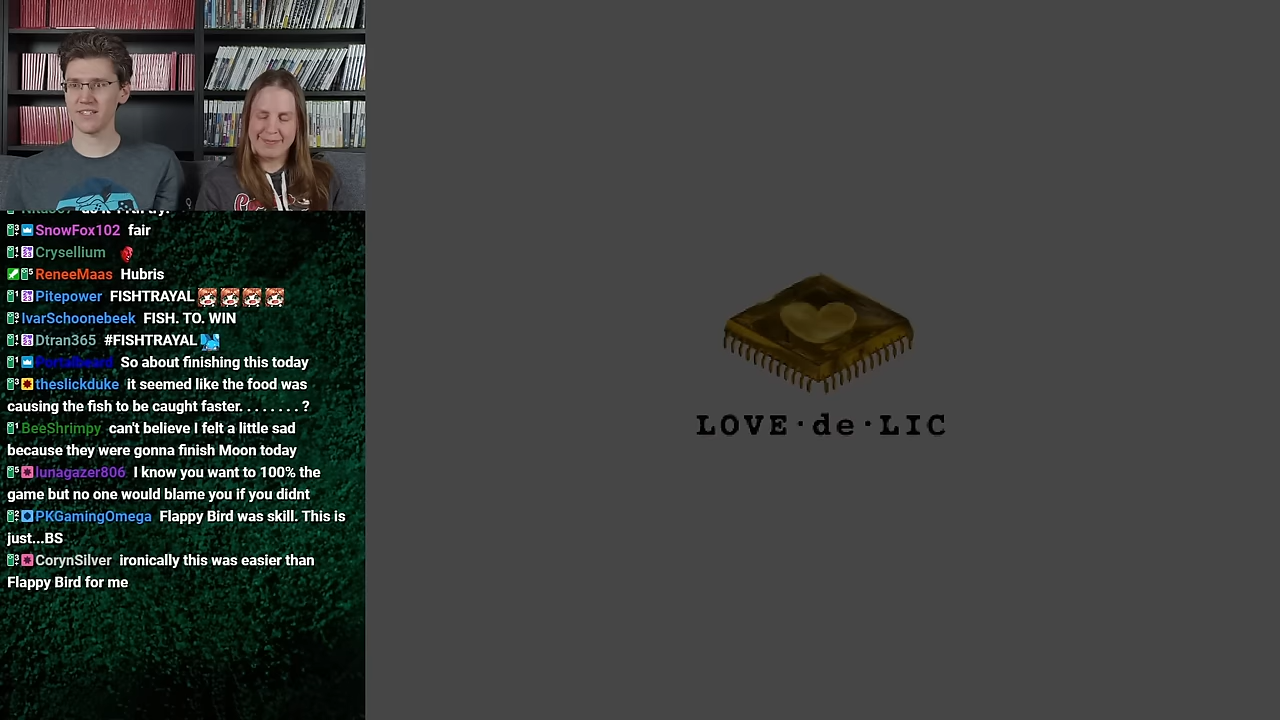 SnowFox102 fair
Crysellium
ReneeMaas Hubris
Pitepower FISHTRAYAL
IvarSchoonebeek FISH. TO. WIN
Dtran365 #FISHTRAYAL
Portalbeard So about finishing this today
theslickduke it seemed like the food was
causing the fish to be caught faster. . . . . . . . ?
BeeShrimpy can't believe I felt a little sad
because they were gonna finish Moon today
lunagazer806 I know you want to 100% the
game but no one would blame you if you didnt
PKGamingOmega Flappy Bird was skill. This is
just...BS
CorynSilver ironically this was easier than
Flappy Bird for me
LOVE·de·LIC